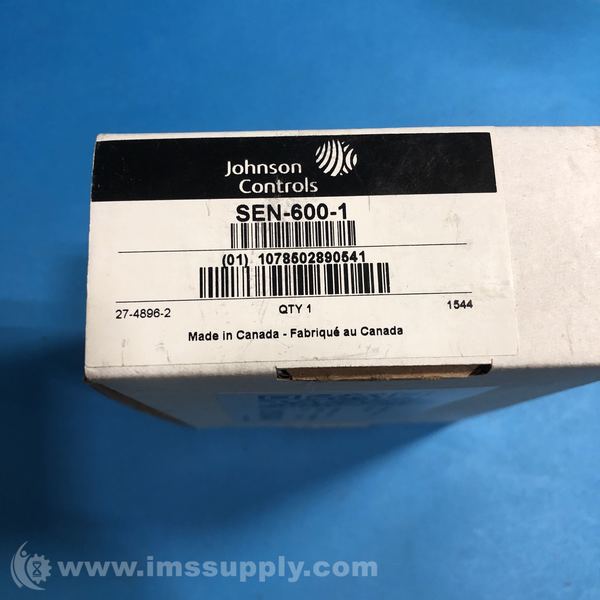 Johnson
Controls
SEN-600-1
(01) 1078502890541
27-4896-2 QTY 1 1544
Made in Canada - Fabriqué au Canada
www.imssupply.com